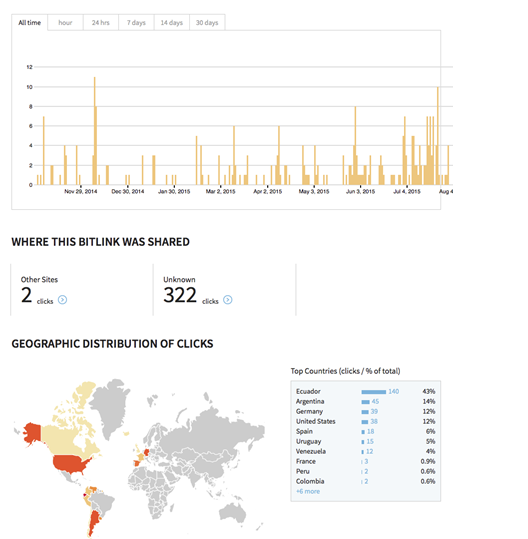 All time hour 24 hrs 7 days 14 days 30 days
12
10
8
6
4
2
0
Nov 29, 2014 Dec 30, 2014 Jan 30, 2015 Mar 2, 2015 Apr 2, 2015 May 3, 2015 Jun 3, 2015 Jul 4, 2015 Aug 4
WHERE THIS BITLINK WAS SHARED
Other Sites
2 clicks
Unknown
322 clicks
GEOGRAPHIC DISTRIBUTION OF CLICKS
Top Countries (clicks / % of total)
Ecuador 140 43%
Argentina 45 14%
Germany 39 12%
United States 38 12%
Spain 18 6%
Uruguay 15 5%
Venezuela 12 4%
France 3 0.9%
Peru 2 0.6%
Colombia 2 0.6%
+6 more